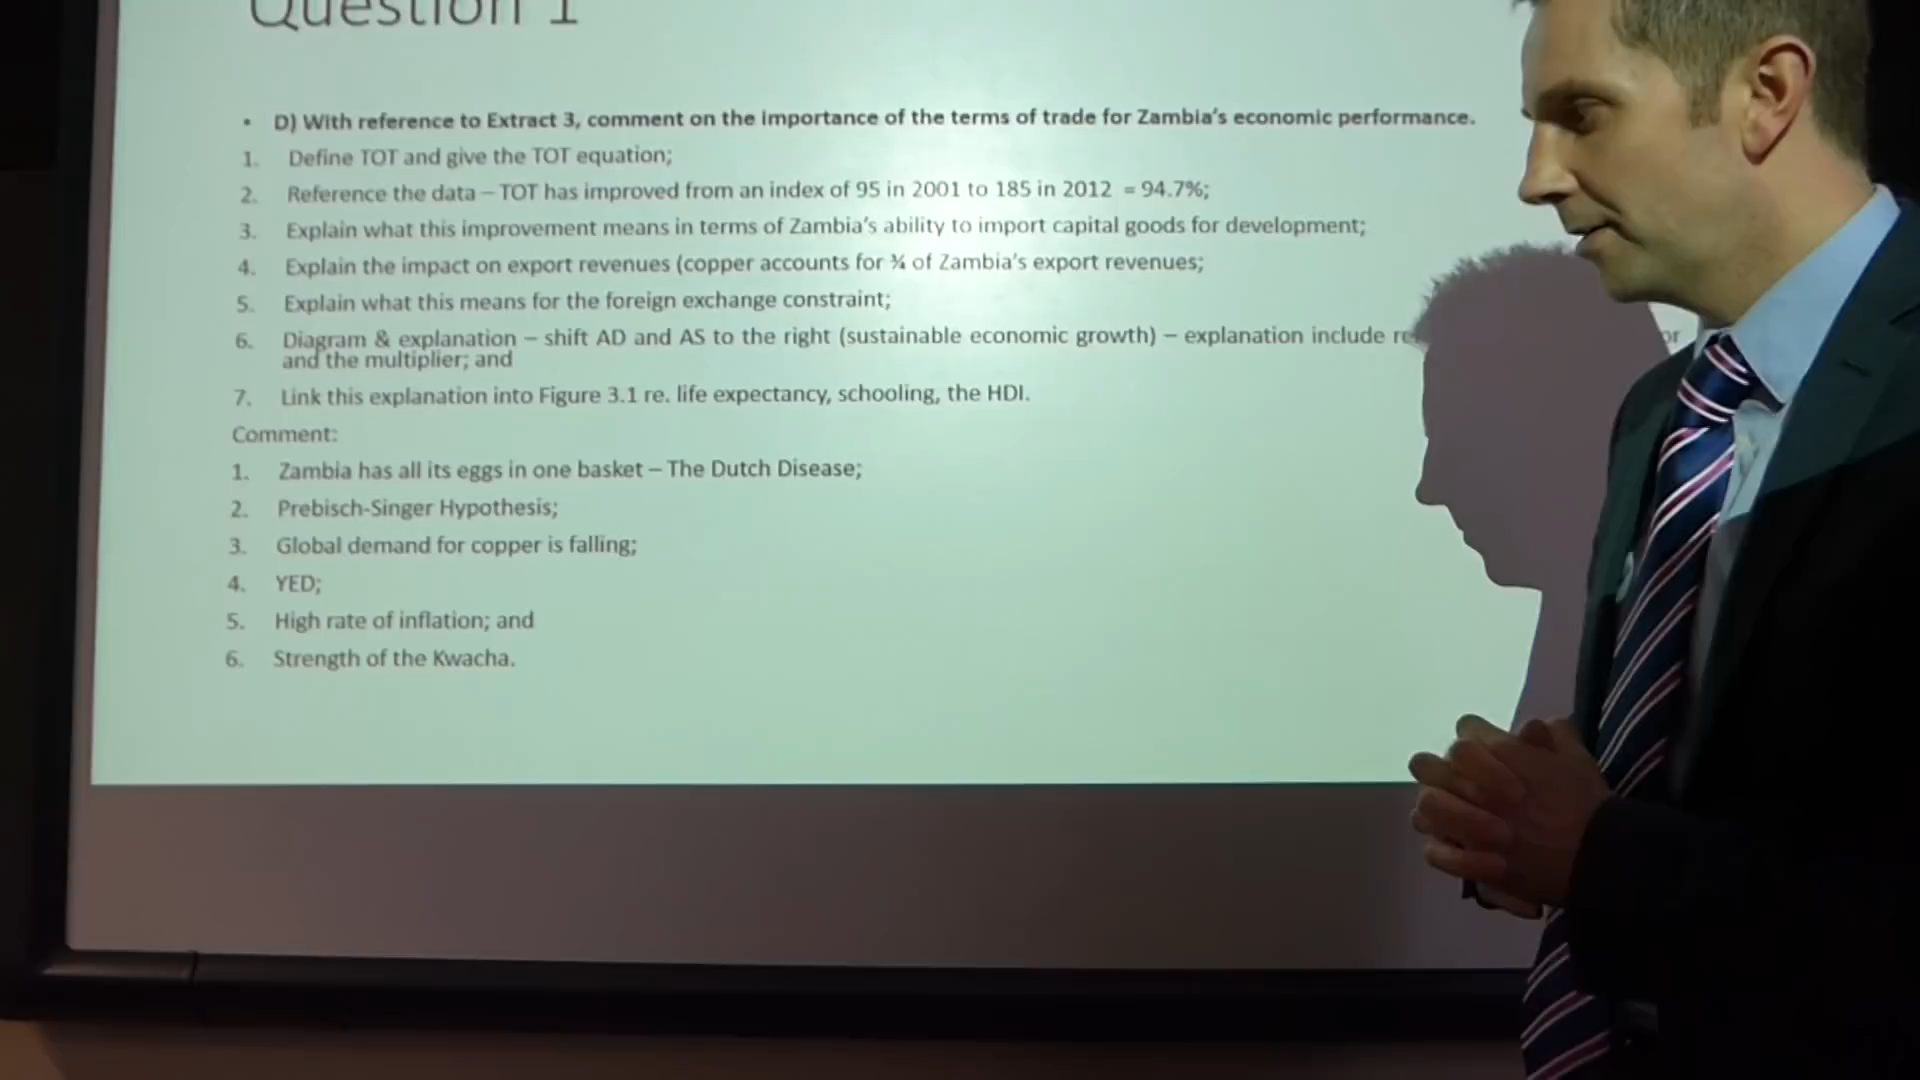 Question 1
• D) With reference to Extract 3, comment on the importance of the terms of trade for Zambia's economic performance.
1. Define TOT and give the TOT equation;
2. Reference the data – TOT has improved from an index of 95 in 2001 to 185 in 2012 = 94.7%;
3. Explain what this improvement means in terms of Zambia's ability to import capital goods for development;
4. Explain the impact on export revenues (copper accounts for ¾ of Zambia's export revenues;
5. Explain what this means for the foreign exchange constraint;
6. Diagram & explanation – shift AD and AS to the right (sustainable economic growth) – explanation include
and the multiplier; and
7. Link this explanation into Figure 3.1 re. life expectancy, schooling, the HDI.
Comment:
1. Zambia has all its eggs in one basket – The Dutch Disease;
2. Prebisch-Singer Hypothesis;
3. Global demand for copper is falling;
4. YED;
5. High rate of inflation; and
6. Strength of the Kwacha.